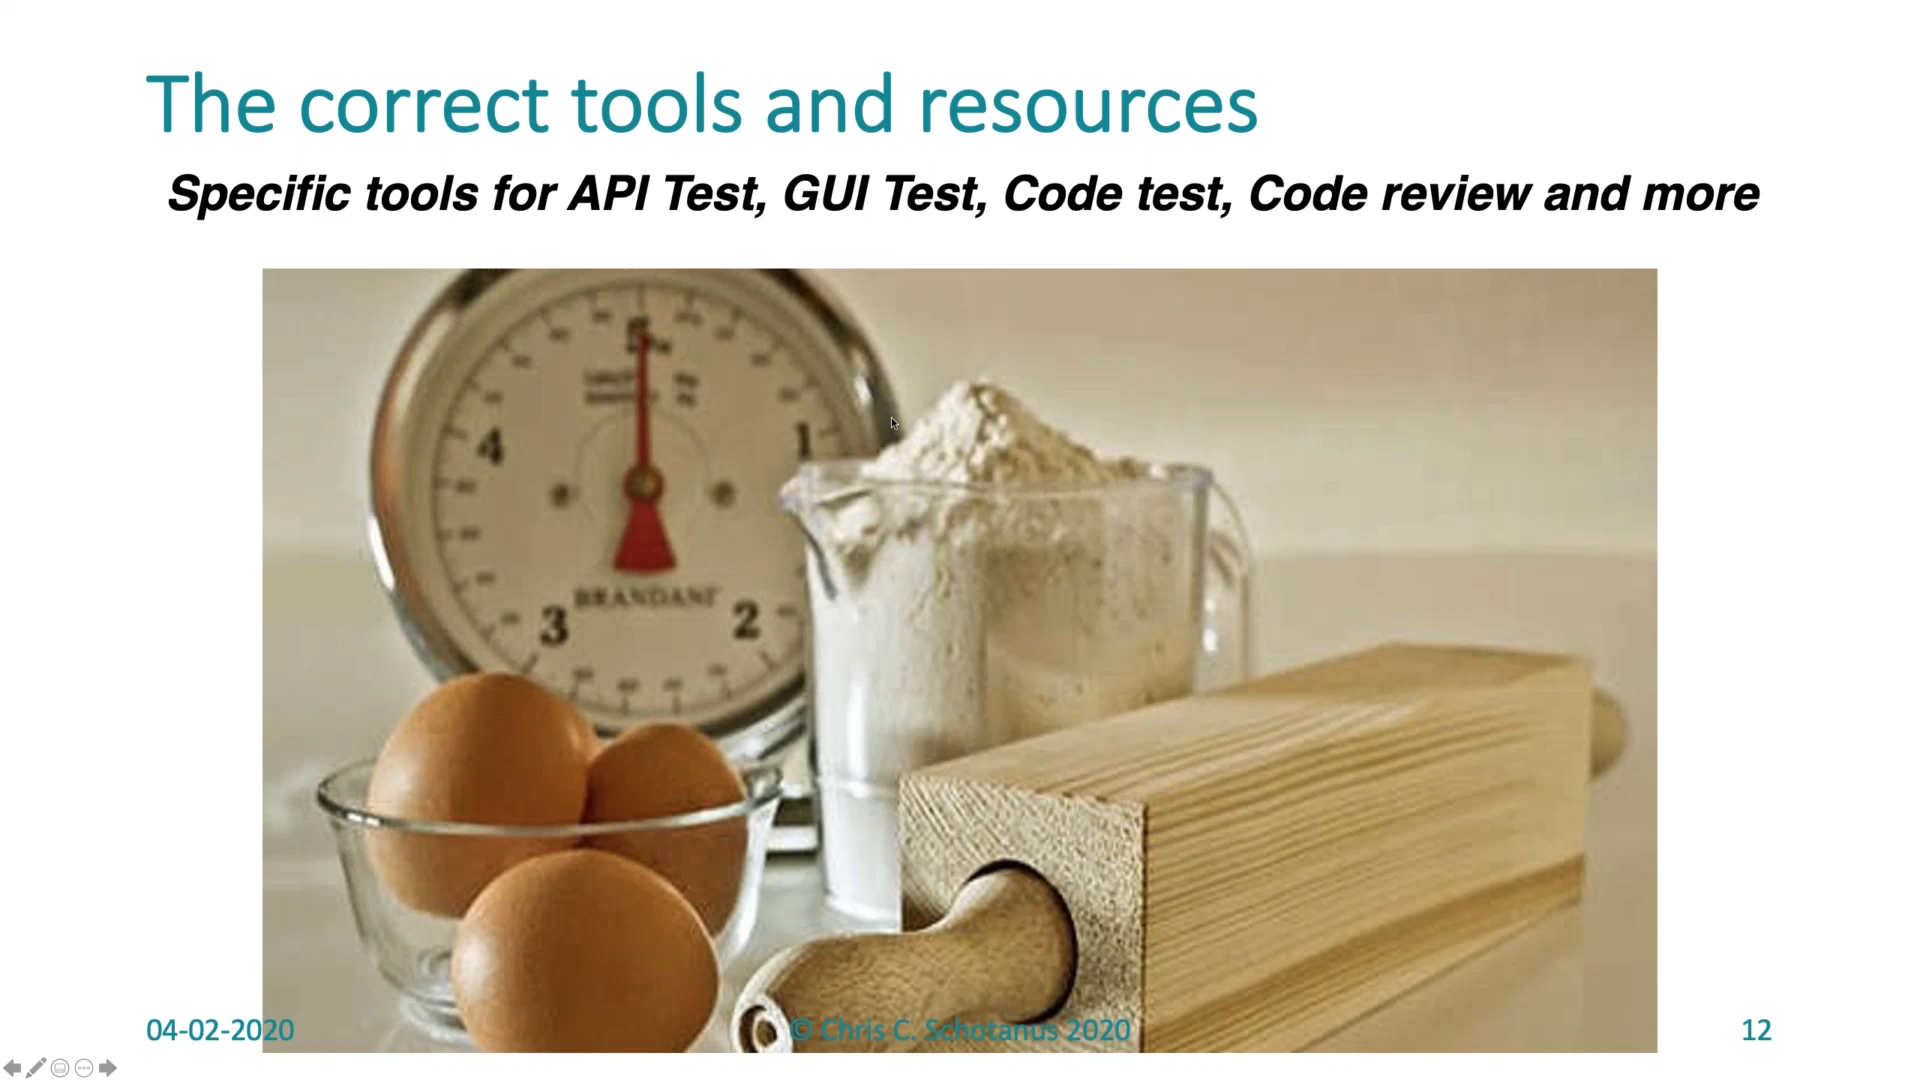 The correct tools and resources
Specific tools for API Test, GUI Test, Code test, Code review and more
4
1
BRANDANI
3
2
04-02-2020
© Chris C. Schotanus 2020
12